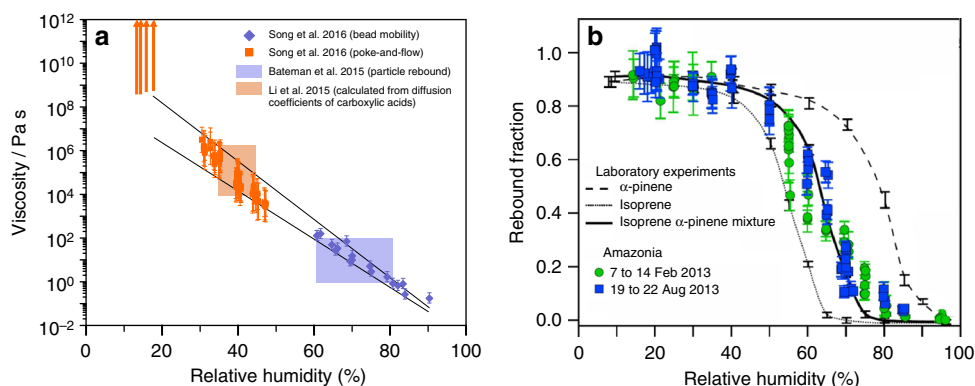 a
Song et al. 2016 (bead mobility)
Song et al. 2016 (poke-and-flow)
Bateman et al. 2015 (particle rebound)
Li et al. 2015 (calculated from diffusion
coefficients of carboxylic acids)
Viscosity / Pa s
10^12
10^10
10^8
10^6
10^4
10^2
10^0
10^−2
0 20 40 60 80 100
Relative humidity (%)
b
Rebound fraction
1.0
0.8
0.6
0.4
0.2
0.0
Laboratory experiments
α-pinene
Isoprene
Isoprene α-pinene mixture
Amazonia
7 to 14 Feb 2013
19 to 22 Aug 2013
0 20 40 60 80 100
Relative humidity (%)